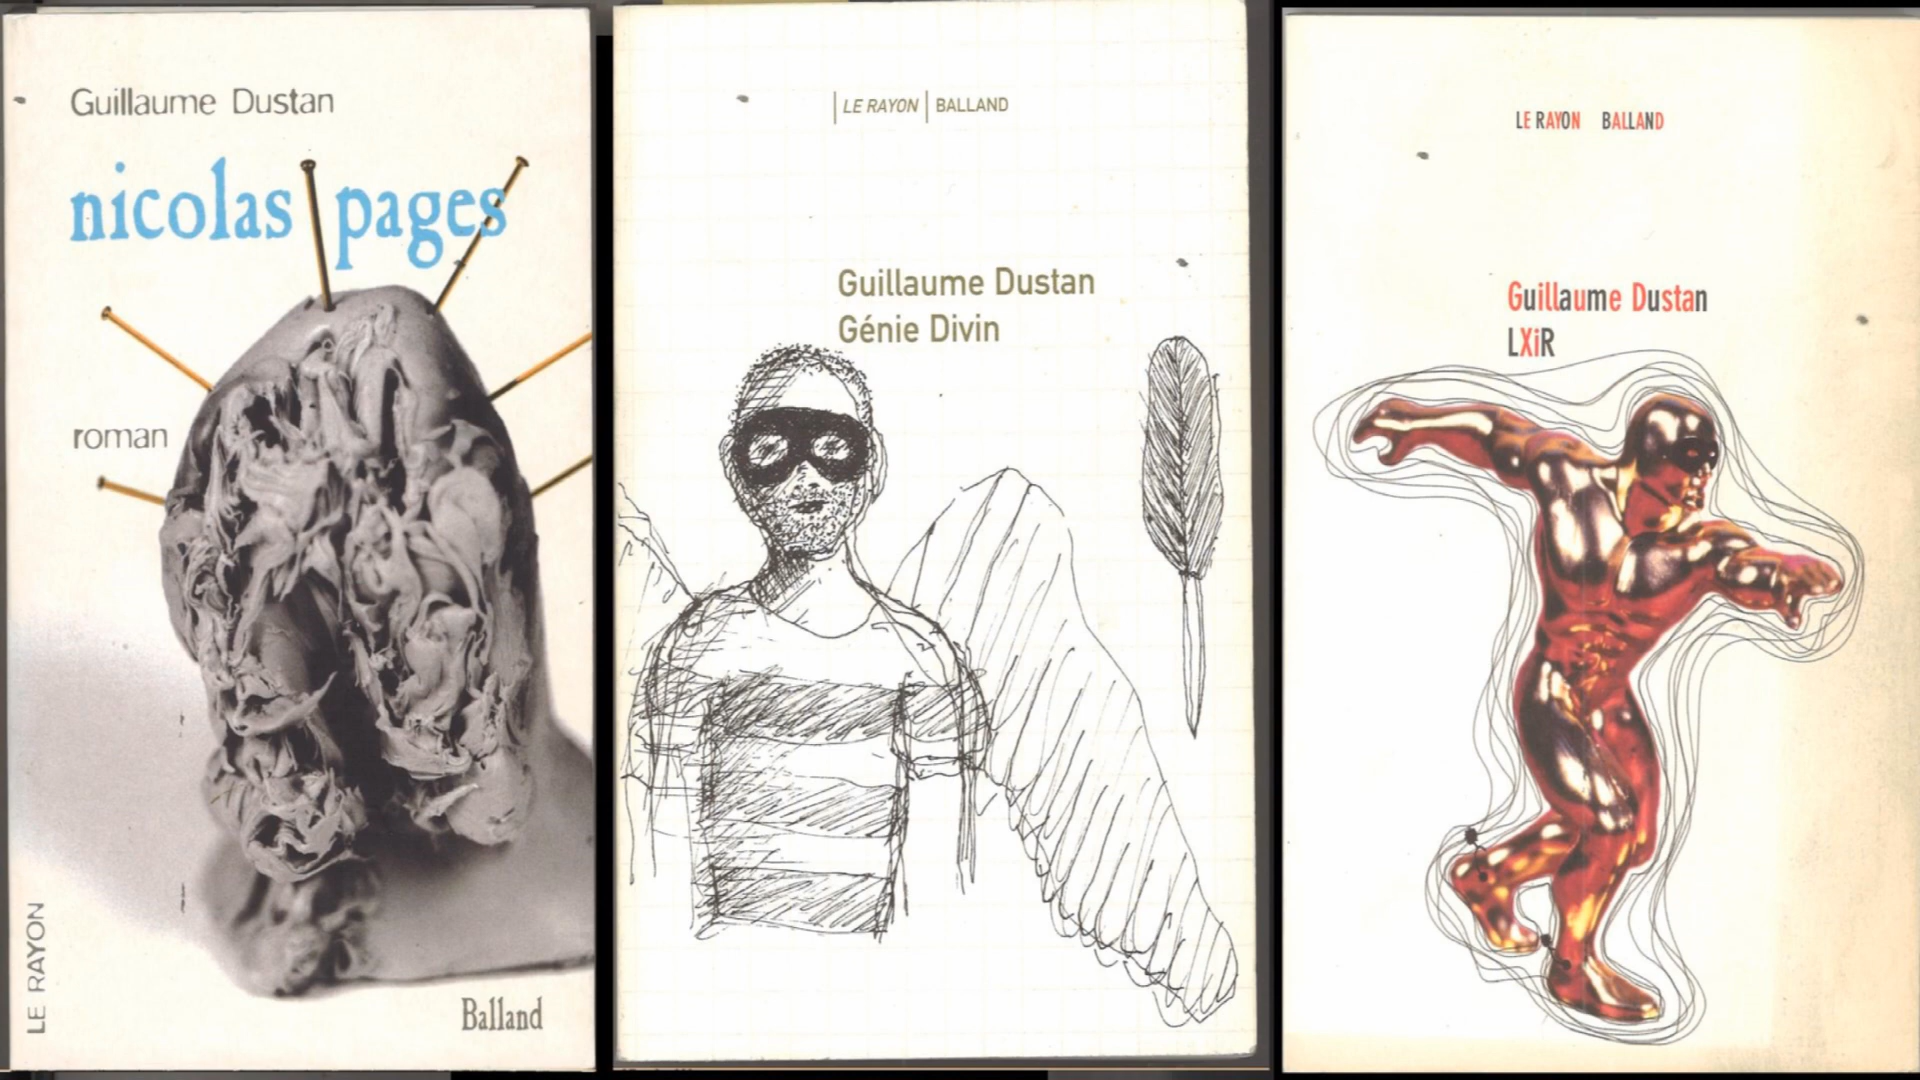 Guillaume Dustan
nicolas pages
roman
LE RAYON
Balland
LE RAYON BALLAND
Guillaume Dustan
Génie Divin
LE RAYON BALLAND
Guillaume Dustan
LXiR